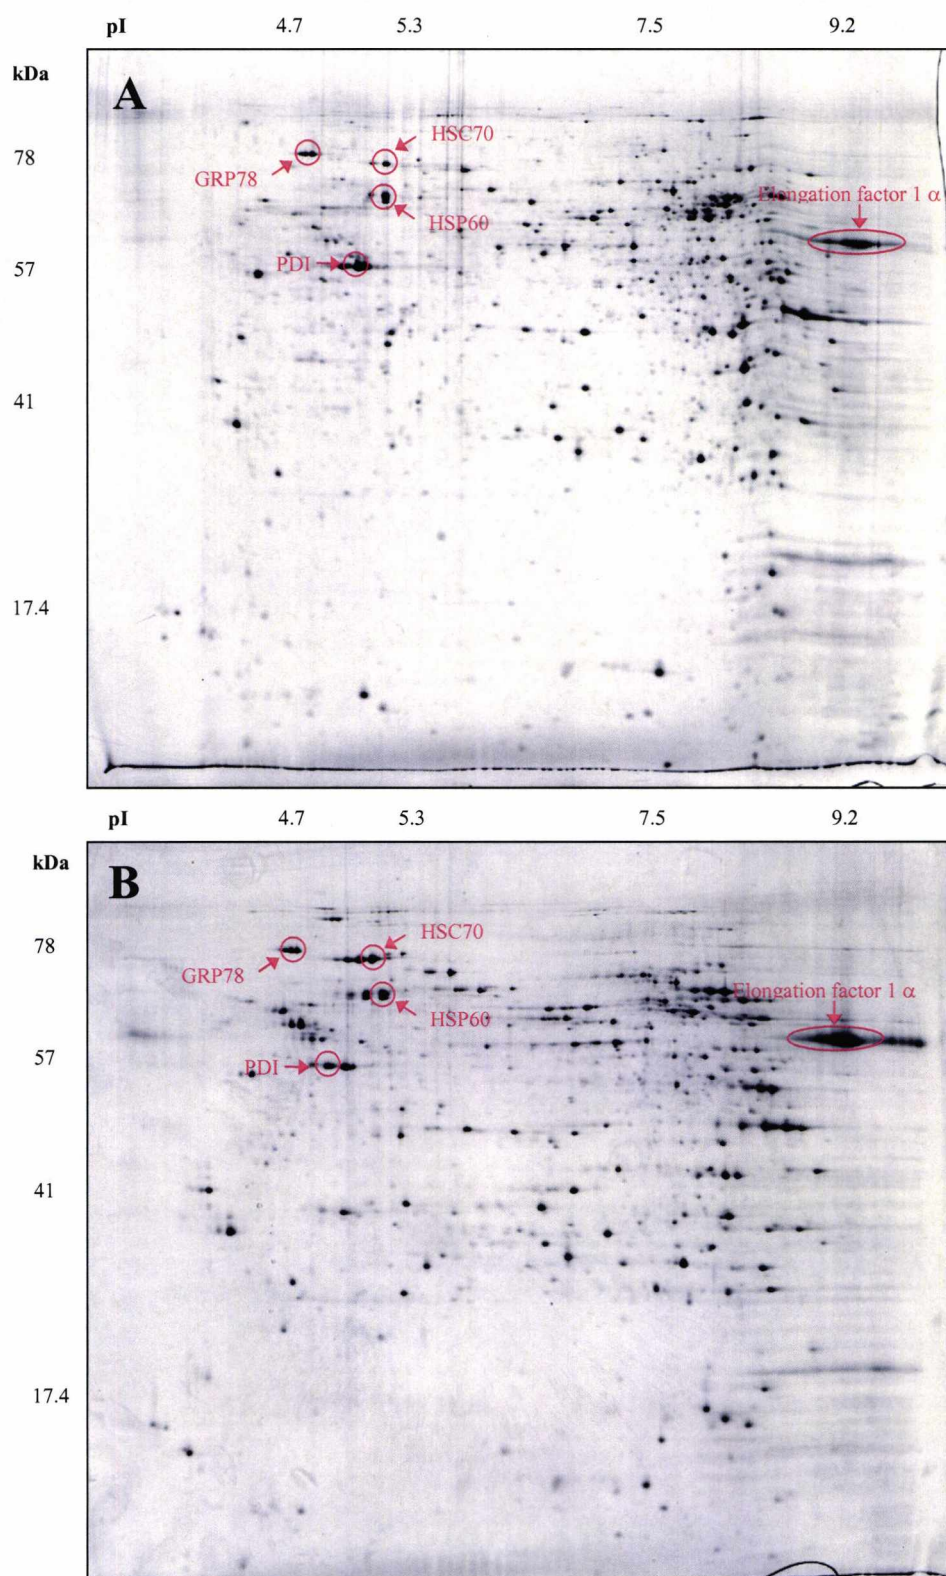 pI 4.7 5.3 7.5 9.2
kDa
A
HSC70
78
GRP78
Elongation factor 1 α
HSP60
PDI
57
41
17.4
pI 4.7 5.3 7.5 9.2
kDa
B
HSC70
78
GRP78
Elongation factor 1 α
HSP60
57
PDI
41
17.4